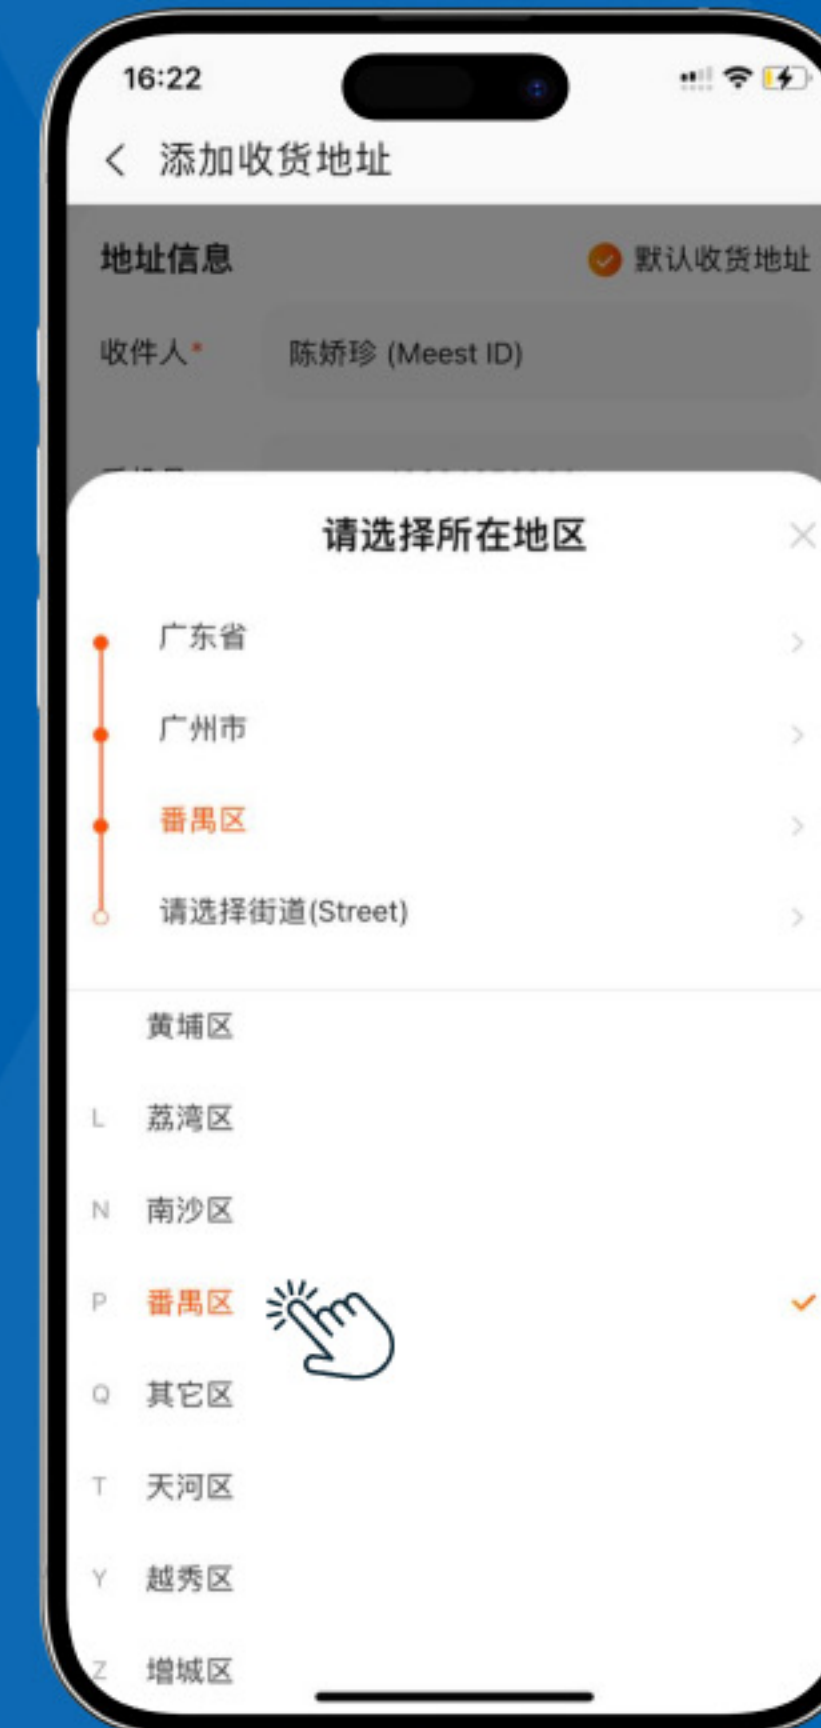 16:22
添加收货地址
地址信息
默认收货地址
收件人*
陈娇珍 (Meest ID)
请选择所在地区
广东省
广州市
番禺区
请选择街道(Street)
黄埔区
L 荔湾区
N 南沙区
P 番禺区
Q 其它区
T 天河区
Y 越秀区
Z 增城区